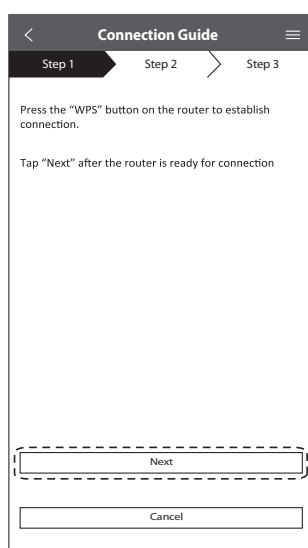 Connection Guide
Step 1 Step 2 Step 3
Press the “WPS” button on the router to establish
connection.
Tap “Next” after the router is ready for connection
Next
Cancel